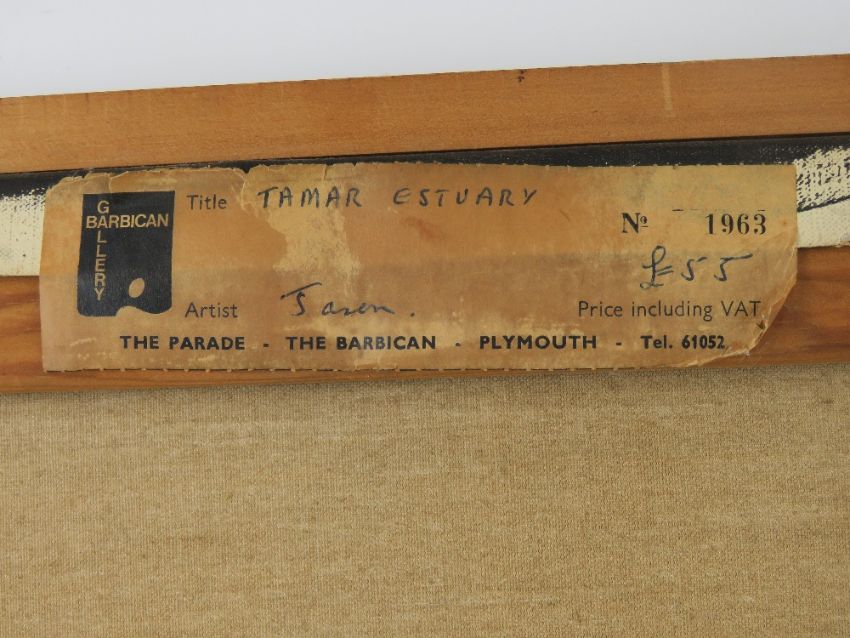 GALLERY
BARBICAN
Title TAMAR ESTUARY
Nº 1963
£55
Artist Jasen.
Price including VAT
THE PARADE - THE BARBICAN - PLYMOUTH - Tel. 61052